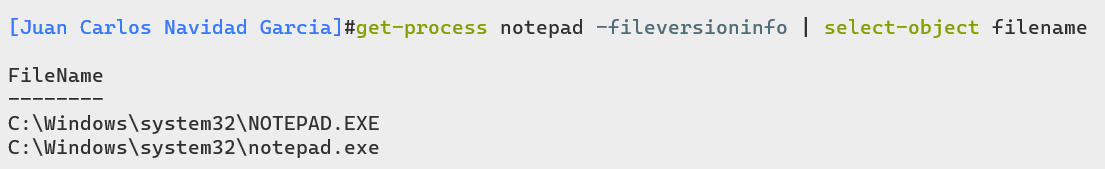 [Juan Carlos Navidad Garcia]#get-process notepad -fileversioninfo | select-object filename
FileName
--------
C:\Windows\system32\NOTEPAD.EXE
C:\Windows\system32\notepad.exe